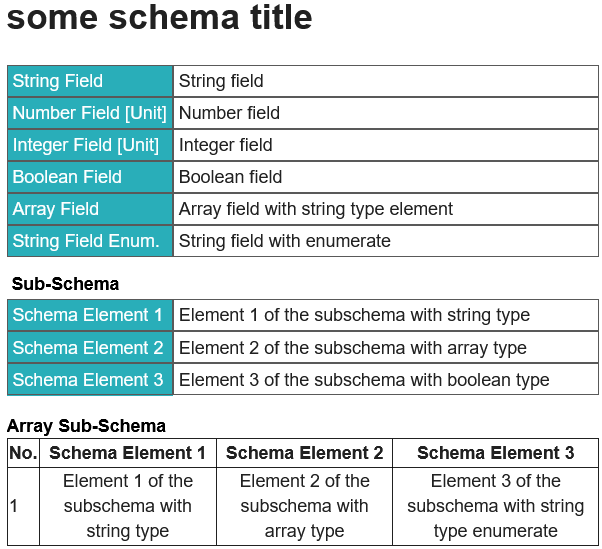 some schema title
String Field String field
Number Field [Unit] Number field
Integer Field [Unit] Integer field
Boolean Field Boolean field
Array Field Array field with string type element
String Field Enum. String field with enumerate
Sub-Schema
Schema Element 1 Element 1 of the subschema with string type
Schema Element 2 Element 2 of the subschema with array type
Schema Element 3 Element 3 of the subschema with boolean type
Array Sub-Schema
No. Schema Element 1 Schema Element 2 Schema Element 3
1
Element 1 of the
subschema with
string type
Element 2 of the
subschema with
array type
Element 3 of the
subschema with string
type enumerate